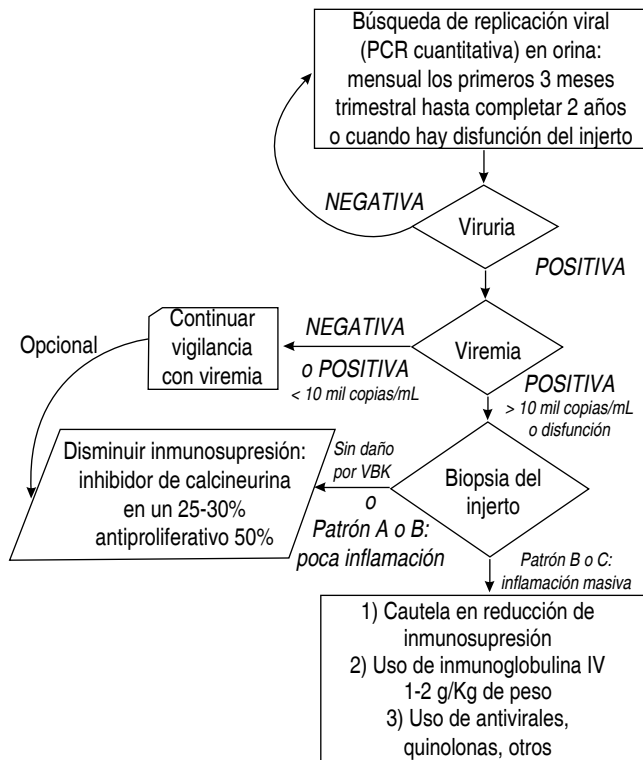 Búsqueda de replicación viral
(PCR cuantitativa) en orina:
mensual los primeros 3 meses
trimestral hasta completar 2 años
o cuando hay disfunción del injerto
NEGATIVA
Viruria
POSITIVA
Opcional
Continuar
vigilancia
con viremia
NEGATIVA
o POSITIVA
< 10 mil copias/mL
Viremia
POSITIVA
> 10 mil copias/mL
o disfunción
Disminuir inmunosupresión:
inhibidor de calcineurina
en un 25-30%
antiproliferativo 50%
Sin daño
por VBK
o
Patrón A o B:
poca inflamación
Biopsia del
injerto
Patrón B o C:
inflamación masiva
1) Cautela en reducción de
inmunosupresión
2) Uso de inmunoglobulina IV
1-2 g/Kg de peso
3) Uso de antivirales,
quinolonas, otros